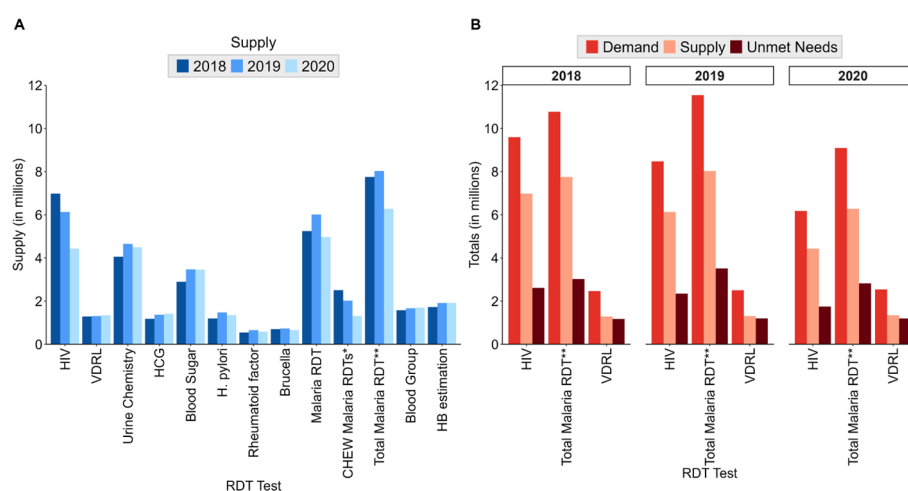 A
Supply
2018 2019 2020
12
10
8
6
4
2
0
Supply (in millions)
HIV
VDRL
Urine Chemistry
HCG
Blood Sugar
H. pylori
Rheumatoid factor
Brucella
Malaria RDT
CHEW Malaria RDTs*
Total Malaria RDT**
Blood Group
HB estimation
RDT Test
B
Demand Supply Unmet Needs
2018 2019 2020
12
10
8
6
4
2
0
Totals (in millions)
HIV
Total Malaria RDT**
VDRL
HIV
Total Malaria RDT**
VDRL
HIV
Total Malaria RDT**
VDRL
RDT Test